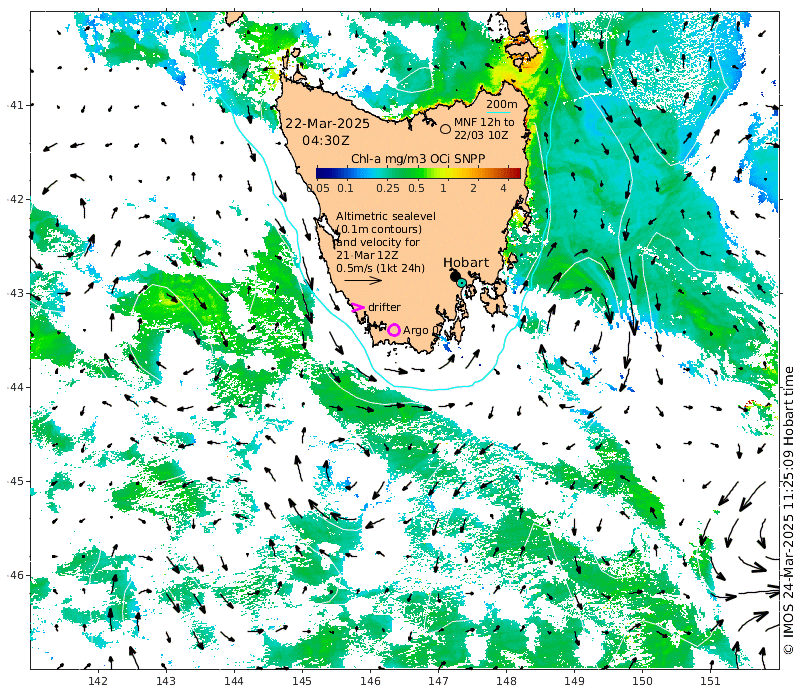 -41
-42
-43
-44
-45
-46
22-Mar-2025
04:30Z
200m
MNF 12h to
22/03 10Z
Chl-a mg/m3 OCi SNPP
0.05 0.1 0.25 0.5 1 2 4
Altimetric sealevel
(0.1m contours)
and velocity for
21-Mar 12Z
0.5m/s (1kt 24h)
Hobart
drifter
Argo
142 143 144 145 146 147 148 149 150 151
© IMOS 24-Mar-2025 11:25:09 Hobart time